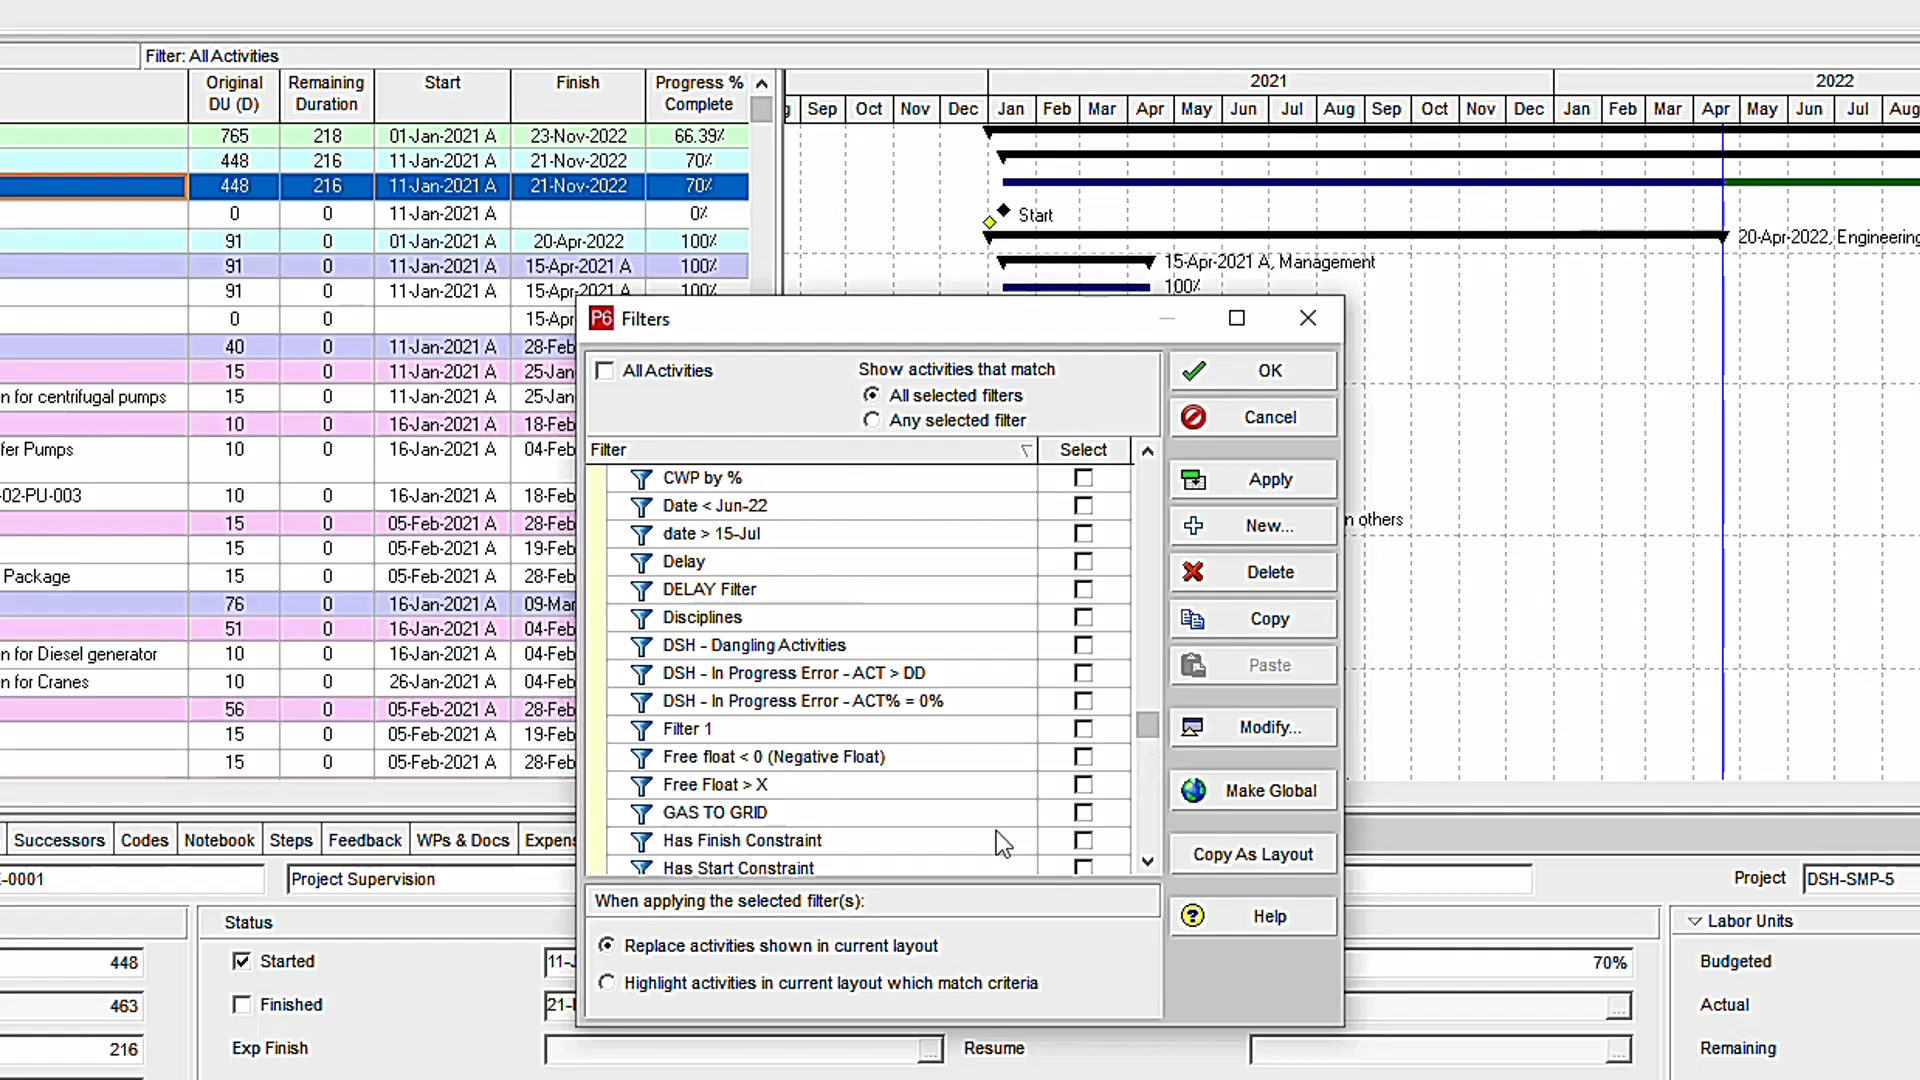 Filter: All Activities
Original DU (D) Remaining Duration Start Finish Progress % Complete
2021 2022
Sep Oct Nov Dec Jan Feb Mar Apr May Jun Jul Aug Sep Oct Nov Dec Jan Feb Mar Apr May Jun Jul Aug
765 218 01-Jan-2021 A 23-Nov-2022 66.39%
448 216 11-Jan-2021 A 21-Nov-2022 70%
448 216 11-Jan-2021 A 21-Nov-2022 70%
0 0 11-Jan-2021 A 0% Start
91 0 01-Jan-2021 A 20-Apr-2022 100% 20-Apr-2022, Engineering
91 0 11-Jan-2021 A 15-Apr-2021 A 100% 15-Apr-2021 A, Management
91 0 11-Jan-2021 A 15-Apr-2021 A 100% 100%
0 0 15-Apr
40 0 11-Jan-2021 A 28-Feb
15 0 11-Jan-2021 A 25-Jan
n for centrifugal pumps 15 0 11-Jan-2021 A 25-Jan
10 0 16-Jan-2021 A 18-Feb
fer Pumps 10 0 16-Jan-2021 A 04-Feb
-02-PU-003 10 0 16-Jan-2021 A 18-Feb
15 0 05-Feb-2021 A 28-Feb
n others
15 0 05-Feb-2021 A 19-Feb
Package 15 0 05-Feb-2021 A 28-Feb
76 0 16-Jan-2021 A 09-Mar
51 0 16-Jan-2021 A 04-Feb
n for Diesel generator 10 0 16-Jan-2021 A 04-Feb
n for Cranes 10 0 26-Jan-2021 A 04-Feb
56 0 05-Feb-2021 A 28-Feb
15 0 05-Feb-2021 A 19-Feb
15 0 05-Feb-2021 A 28-Feb
P6 Filters
All Activities
Show activities that match
All selected filters
Any selected filter
Filter Select
CWP by %
Date < Jun-22
date > 15-Jul
Delay
DELAY Filter
Disciplines
DSH - Dangling Activities
DSH - In Progress Error - ACT > DD
DSH - In Progress Error - ACT% = 0%
Filter 1
Free float < 0 (Negative Float)
Free Float > X
GAS TO GRID
Has Finish Constraint
Has Start Constraint
When applying the selected filter(s):
Replace activities shown in current layout
Highlight activities in current layout which match criteria
OK
Cancel
Apply
New...
Delete
Copy
Paste
Modify...
Make Global
Copy As Layout
Help
Successors Codes Notebook Steps Feedback WPs & Docs Expens
-0001 Project Supervision Project DSH-SMP-5
Status Labor Units
448 Started 11-J 70% Budgeted
463 Finished 21- Actual
216 Exp Finish Resume Remaining